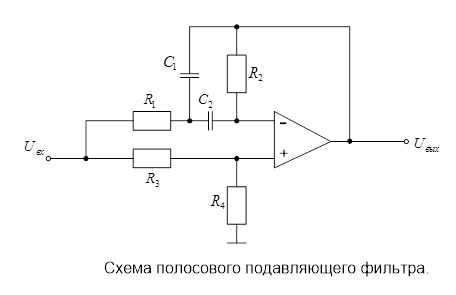 C1
R2
R1
C2
−
Uвх
Uвых
+
R3
R4
Схема полосового подавляющего фильтра.